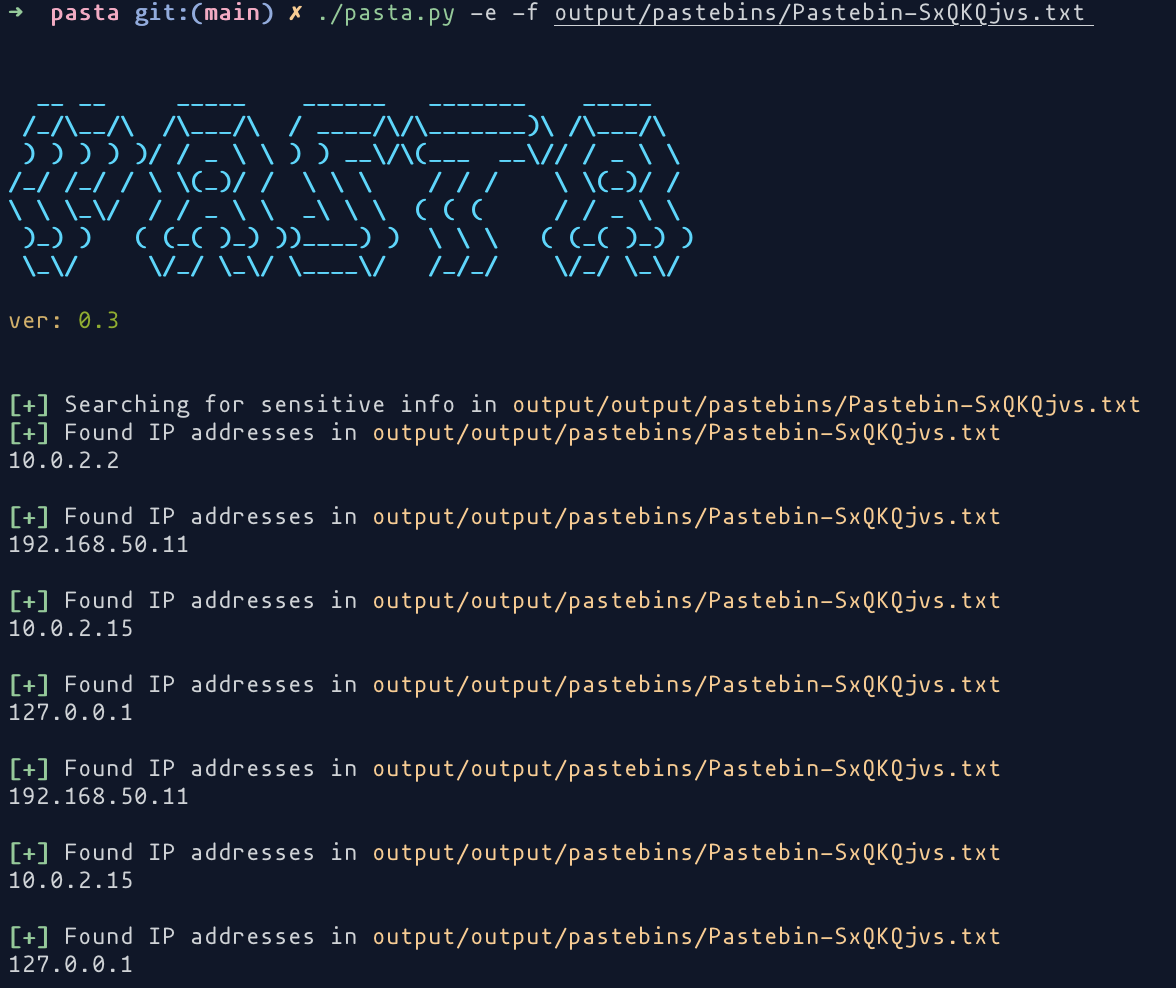 ➜  pasta git:(main) ✗ ./pasta.py -e -f output/pastebins/Pastebin-SxQKQjvs.txt
PASTA
ver: 0.3
[+] Searching for sensitive info in output/output/pastebins/Pastebin-SxQKQjvs.txt
[+] Found IP addresses in output/output/pastebins/Pastebin-SxQKQjvs.txt
10.0.2.2
[+] Found IP addresses in output/output/pastebins/Pastebin-SxQKQjvs.txt
192.168.50.11
[+] Found IP addresses in output/output/pastebins/Pastebin-SxQKQjvs.txt
10.0.2.15
[+] Found IP addresses in output/output/pastebins/Pastebin-SxQKQjvs.txt
127.0.0.1
[+] Found IP addresses in output/output/pastebins/Pastebin-SxQKQjvs.txt
192.168.50.11
[+] Found IP addresses in output/output/pastebins/Pastebin-SxQKQjvs.txt
10.0.2.15
[+] Found IP addresses in output/output/pastebins/Pastebin-SxQKQjvs.txt
127.0.0.1